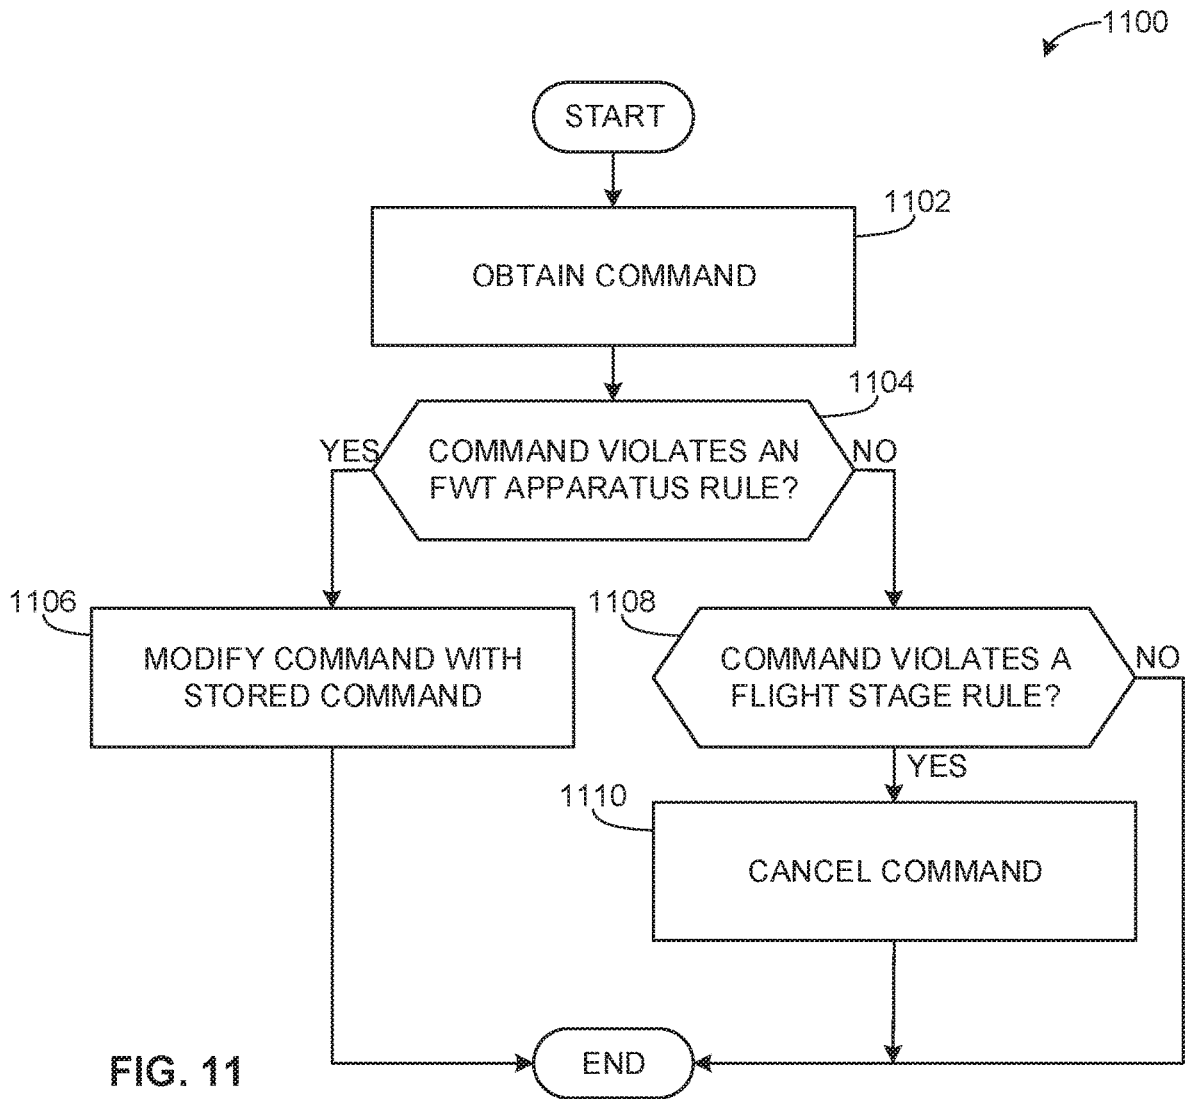 1100
START
1102
OBTAIN COMMAND
1104
YES
COMMAND VIOLATES AN
FWT APPARATUS RULE?
NO
1106
MODIFY COMMAND WITH
STORED COMMAND
1108
COMMAND VIOLATES A
FLIGHT STAGE RULE?
NO
YES
1110
CANCEL COMMAND
END
FIG. 11